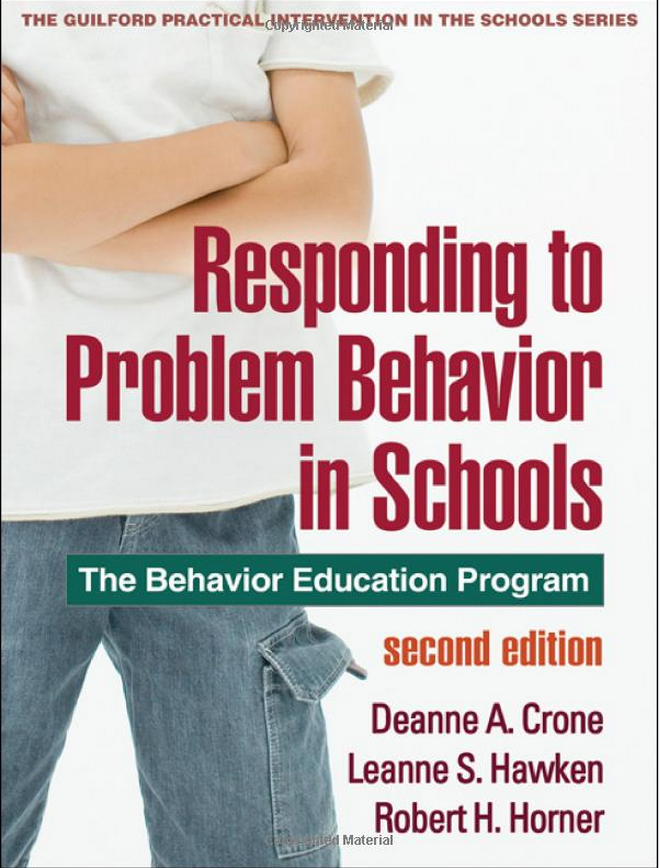 THE GUILFORD PRACTICAL INTERVENTION IN THE SCHOOLS SERIES
Copyrighted Material
Responding to
Problem Behavior
in Schools
The Behavior Education Program
second edition
Deanne A. Crone
Leanne S. Hawken
Robert H. Horner
Copyrighted Material